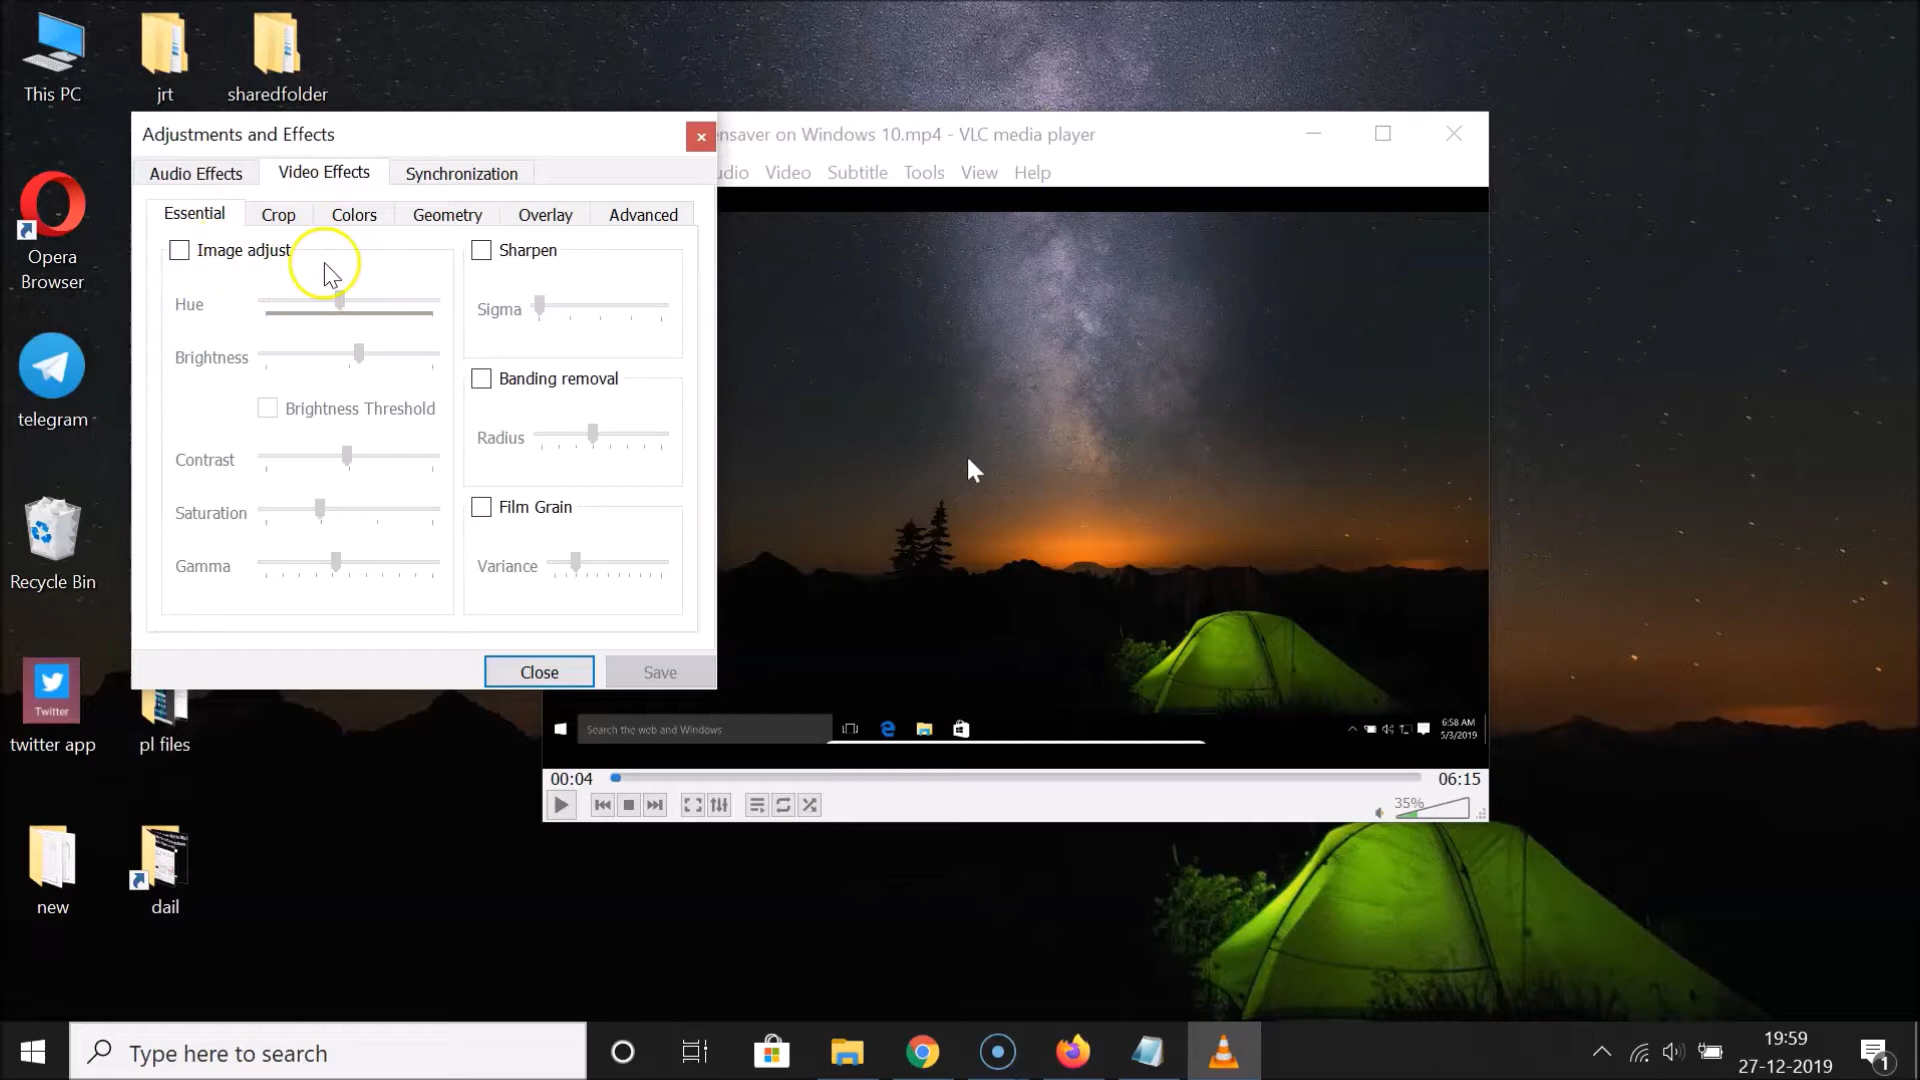 This PC
jrt
sharedfolder
Adjustments and Effects
ensaver on Windows 10.mp4 - VLC media player
Audio Effects
Video Effects
Synchronization
udio
Video
Subtitle
Tools
View
Help
Essential
Crop
Colors
Geometry
Overlay
Advanced
Image adjust
Sharpen
Opera
Browser
Hue
Sigma
Brightness
Banding removal
Brightness Threshold
telegram
Radius
Contrast
Saturation
Film Grain
Gamma
Variance
Recycle Bin
Close
Save
Twitter
twitter app
pl files
Search the web and Windows
6:58 AM
5/3/2019
00:04
06:15
35%
new
dail
Type here to search
19:59
27-12-2019
1